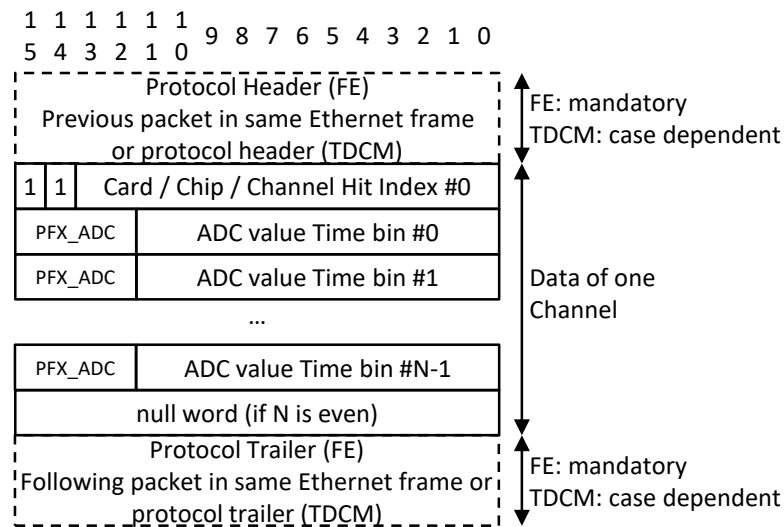 1 1 1 1 1 1 9 8 7 6 5 4 3 2 1 0
5 4 3 2 1 0
Protocol Header (FE)
Previous packet in same Ethernet frame
or protocol header (TDCM)
FE: mandatory
TDCM: case dependent
1 1 Card / Chip / Channel Hit Index #0
PFX_ADC ADC value Time bin #0
PFX_ADC ADC value Time bin #1
...
Data of one
Channel
PFX_ADC ADC value Time bin #N-1
null word (if N is even)
Protocol Trailer (FE)
Following packet in same Ethernet frame or
protocol trailer (TDCM)
FE: mandatory
TDCM: case dependent